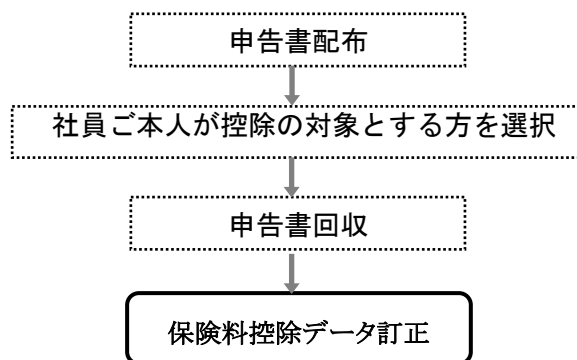 申告書配布
社員ご本人が控除の対象とする方を選択
申告書回収
保険料控除データ訂正